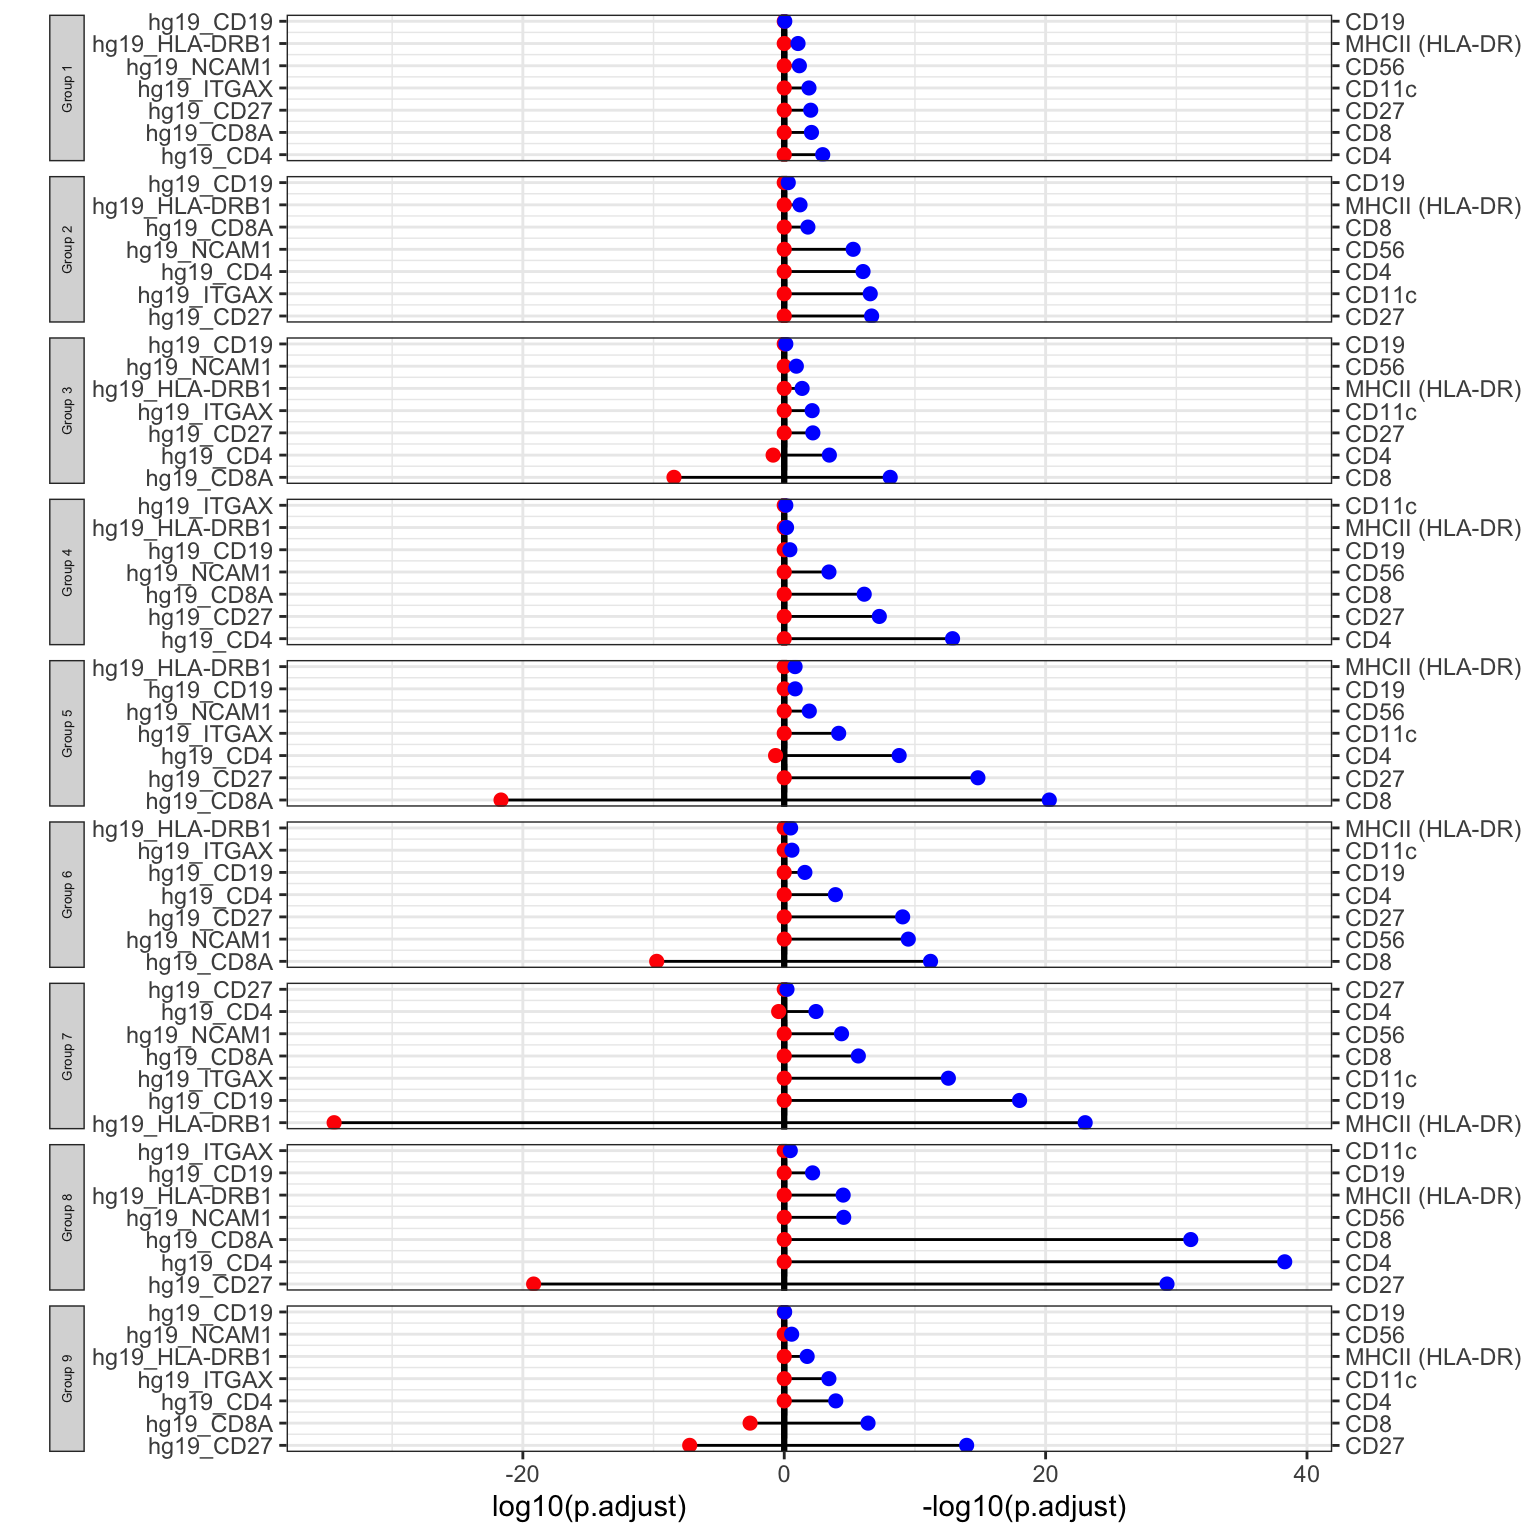 Group 1
hg19_CD19 CD19
hg19_HLA-DRB1 MHCII (HLA-DR)
hg19_NCAM1 CD56
hg19_ITGAX CD11c
hg19_CD27 CD27
hg19_CD8A CD8
hg19_CD4 CD4
Group 2
hg19_CD19 CD19
hg19_HLA-DRB1 MHCII (HLA-DR)
hg19_CD8A CD8
hg19_NCAM1 CD56
hg19_CD4 CD4
hg19_ITGAX CD11c
hg19_CD27 CD27
Group 3
hg19_CD19 CD19
hg19_NCAM1 CD56
hg19_HLA-DRB1 MHCII (HLA-DR)
hg19_ITGAX CD11c
hg19_CD27 CD27
hg19_CD4 CD4
hg19_CD8A CD8
Group 4
hg19_ITGAX CD11c
hg19_HLA-DRB1 MHCII (HLA-DR)
hg19_CD19 CD19
hg19_NCAM1 CD56
hg19_CD8A CD8
hg19_CD27 CD27
hg19_CD4 CD4
Group 5
hg19_HLA-DRB1 MHCII (HLA-DR)
hg19_CD19 CD19
hg19_NCAM1 CD56
hg19_ITGAX CD11c
hg19_CD4 CD4
hg19_CD27 CD27
hg19_CD8A CD8
Group 6
hg19_HLA-DRB1 MHCII (HLA-DR)
hg19_ITGAX CD11c
hg19_CD19 CD19
hg19_CD4 CD4
hg19_CD27 CD27
hg19_NCAM1 CD56
hg19_CD8A CD8
Group 7
hg19_CD27 CD27
hg19_CD4 CD4
hg19_NCAM1 CD56
hg19_CD8A CD8
hg19_ITGAX CD11c
hg19_CD19 CD19
hg19_HLA-DRB1 MHCII (HLA-DR)
Group 8
hg19_ITGAX CD11c
hg19_CD19 CD19
hg19_HLA-DRB1 MHCII (HLA-DR)
hg19_NCAM1 CD56
hg19_CD8A CD8
hg19_CD4 CD4
hg19_CD27 CD27
Group 9
hg19_CD19 CD19
hg19_NCAM1 CD56
hg19_HLA-DRB1 MHCII (HLA-DR)
hg19_ITGAX CD11c
hg19_CD4 CD4
hg19_CD8A CD8
hg19_CD27 CD27
-20 0 20 40
log10(p.adjust) -log10(p.adjust)